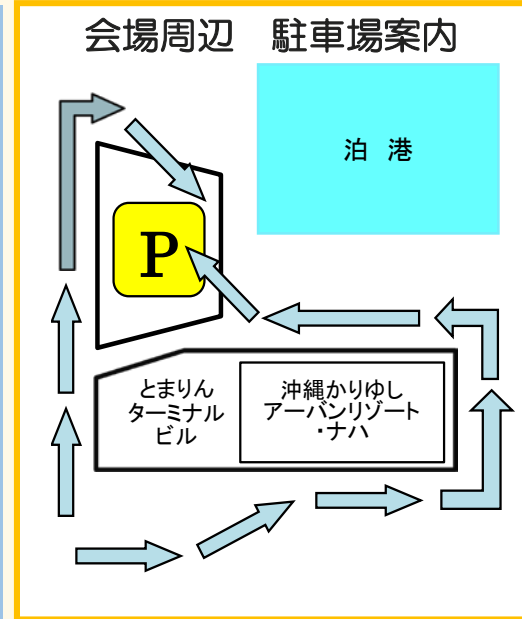 会場周辺　駐車場案内
泊 港
P
とまりん
ターミナル
ビル
沖縄かりゆし
アーバンリゾート
・ナハ